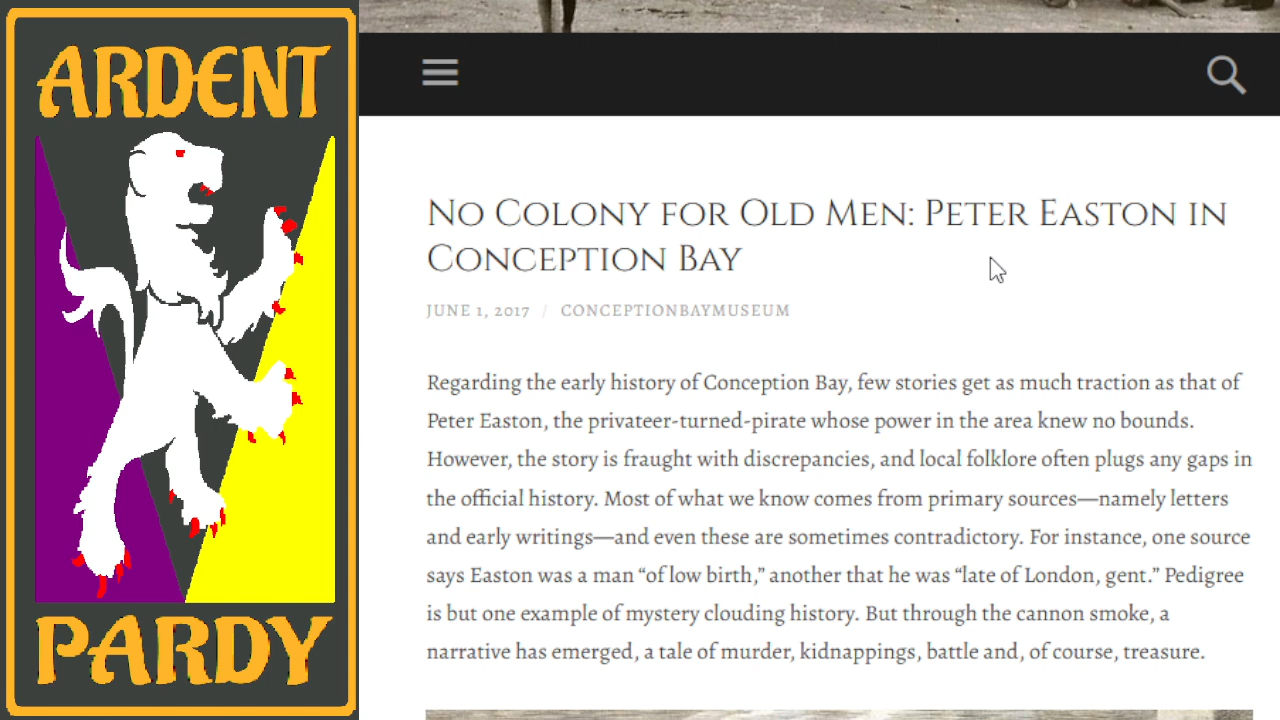 ARDENT
PARDY
No Colony for Old Men: Peter Easton in
Conception Bay
JUNE 1, 2017 / CONCEPTIONBAYMUSEUM
Regarding the early history of Conception Bay, few stories get as much traction as that of
Peter Easton, the privateer-turned-pirate whose power in the area knew no bounds.
However, the story is fraught with discrepancies, and local folklore often plugs any gaps in
the official history. Most of what we know comes from primary sources—namely letters
and early writings—and even these are sometimes contradictory. For instance, one source
says Easton was a man “of low birth,” another that he was “late of London, gent.” Pedigree
is but one example of mystery clouding history. But through the cannon smoke, a
narrative has emerged, a tale of murder, kidnappings, battle and, of course, treasure.